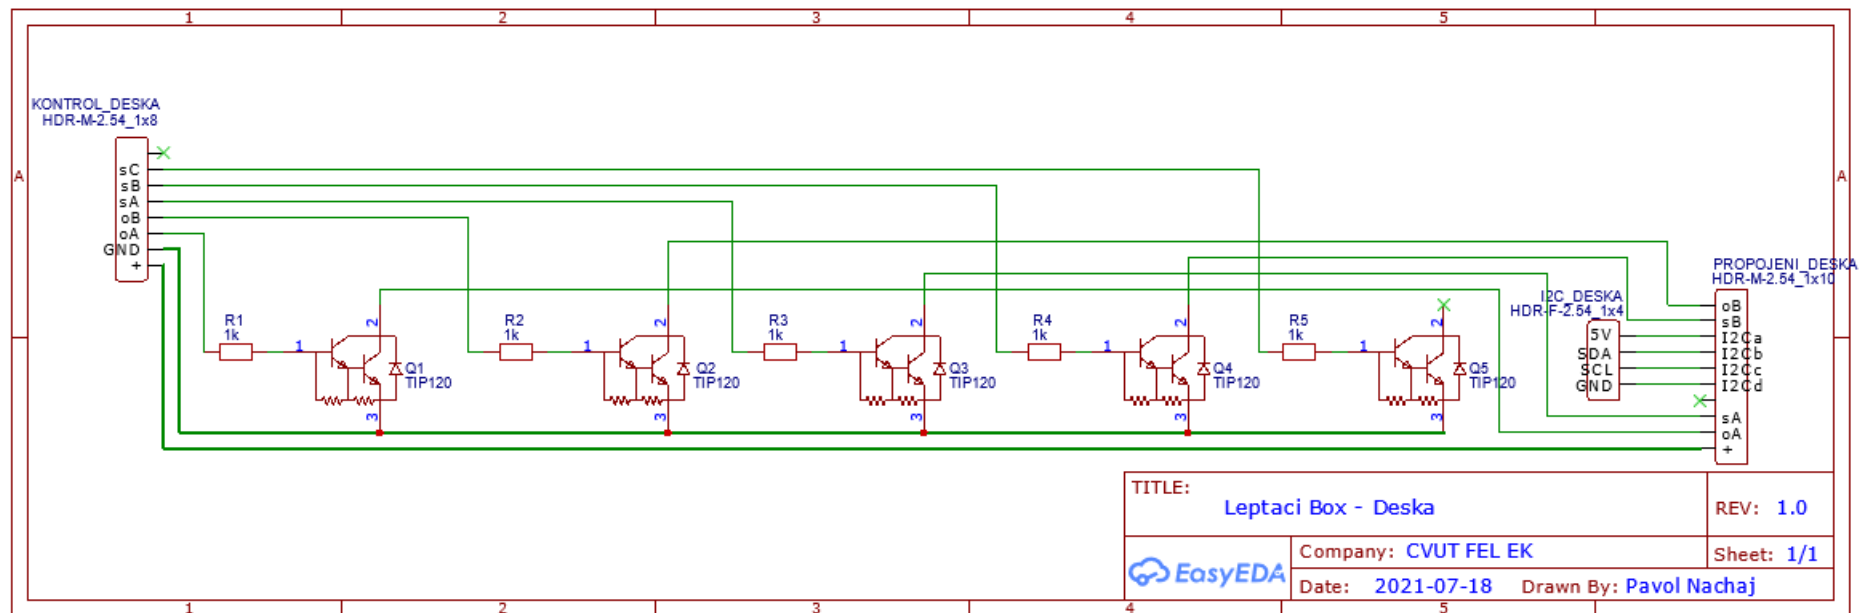 1 2 3 4 5
KONTROL_DESKA
HDR-M-2.54_1x8
A
A
sC
sB
sA
oB
oA
GND
+
R1
1k
1
2
3
Q1
TIP120
R2
1k
1
2
3
Q2
TIP120
R3
1k
1
2
3
Q3
TIP120
R4
1k
1
2
3
Q4
TIP120
R5
1k
1
2
3
Q5
TIP120
I2C_DESKA
HDR-F-2.54_1x4
5V
SDA
SCL
GND
PROPOJENI_DESKA
HDR-M-2.54_1x10
oB
sB
I2Ca
I2Cb
I2Cc
I2Cd
sA
oA
+
TITLE:
Leptaci Box - Deska
REV: 1.0
EasyEDA
Company: CVUT FEL EK
Sheet: 1/1
Date: 2021-07-18 Drawn By: Pavol Nachaj
1 2 3 4 5